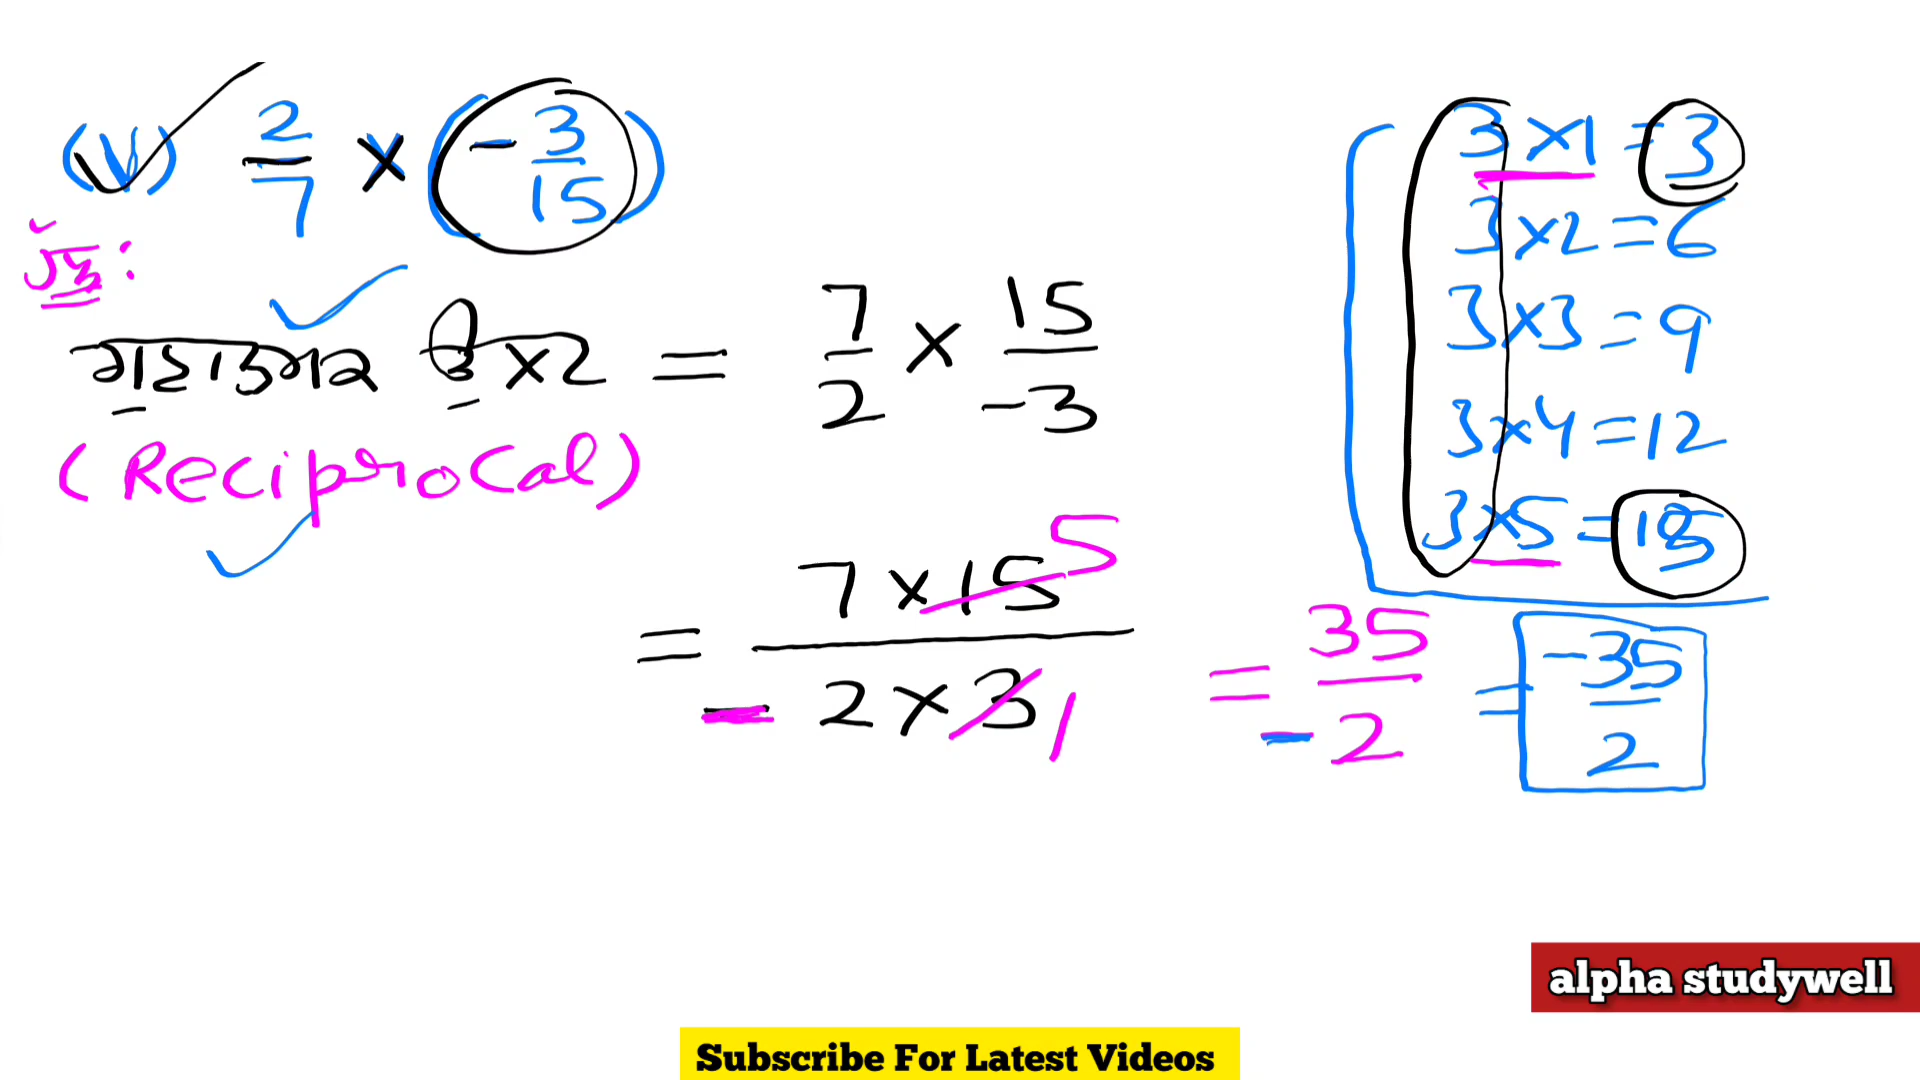 (V) 2/7 × (-3/15)
= 7/2 × 15/-3
(Reciprocal)
= 7×15 5 / - 2×3 1 = 35/-2 = -35/2
3×1=3
3×2=6
3×3=9
3×4=12
3×5=15
alpha studywell
Subscribe For Latest Videos